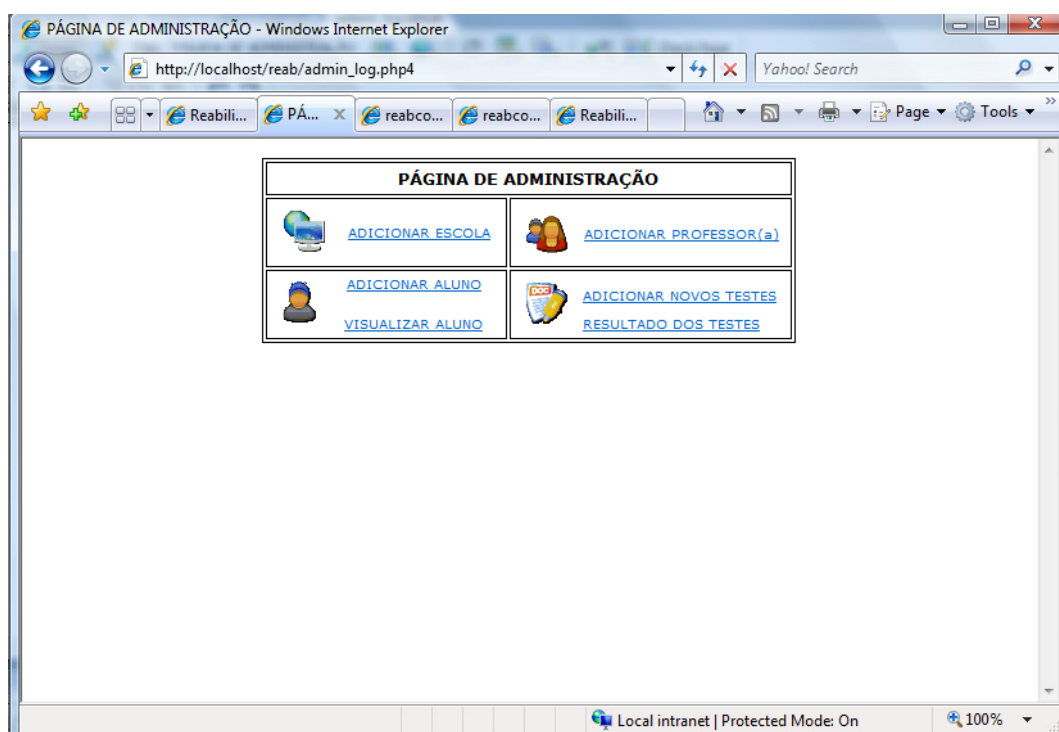 PÁGINA DE ADMINISTRAÇÃO - Windows Internet Explorer
http://localhost/reab/admin_log.php4
Yahoo! Search
Reabili...
PÁ...
reabco...
reabco...
Reabili...
Page
Tools
PÁGINA DE ADMINISTRAÇÃO
ADICIONAR ESCOLA
ADICIONAR PROFESSOR(a)
ADICIONAR ALUNO
VISUALIZAR ALUNO
DOC
ADICIONAR NOVOS TESTES
RESULTADO DOS TESTES
Local intranet | Protected Mode: On
100%